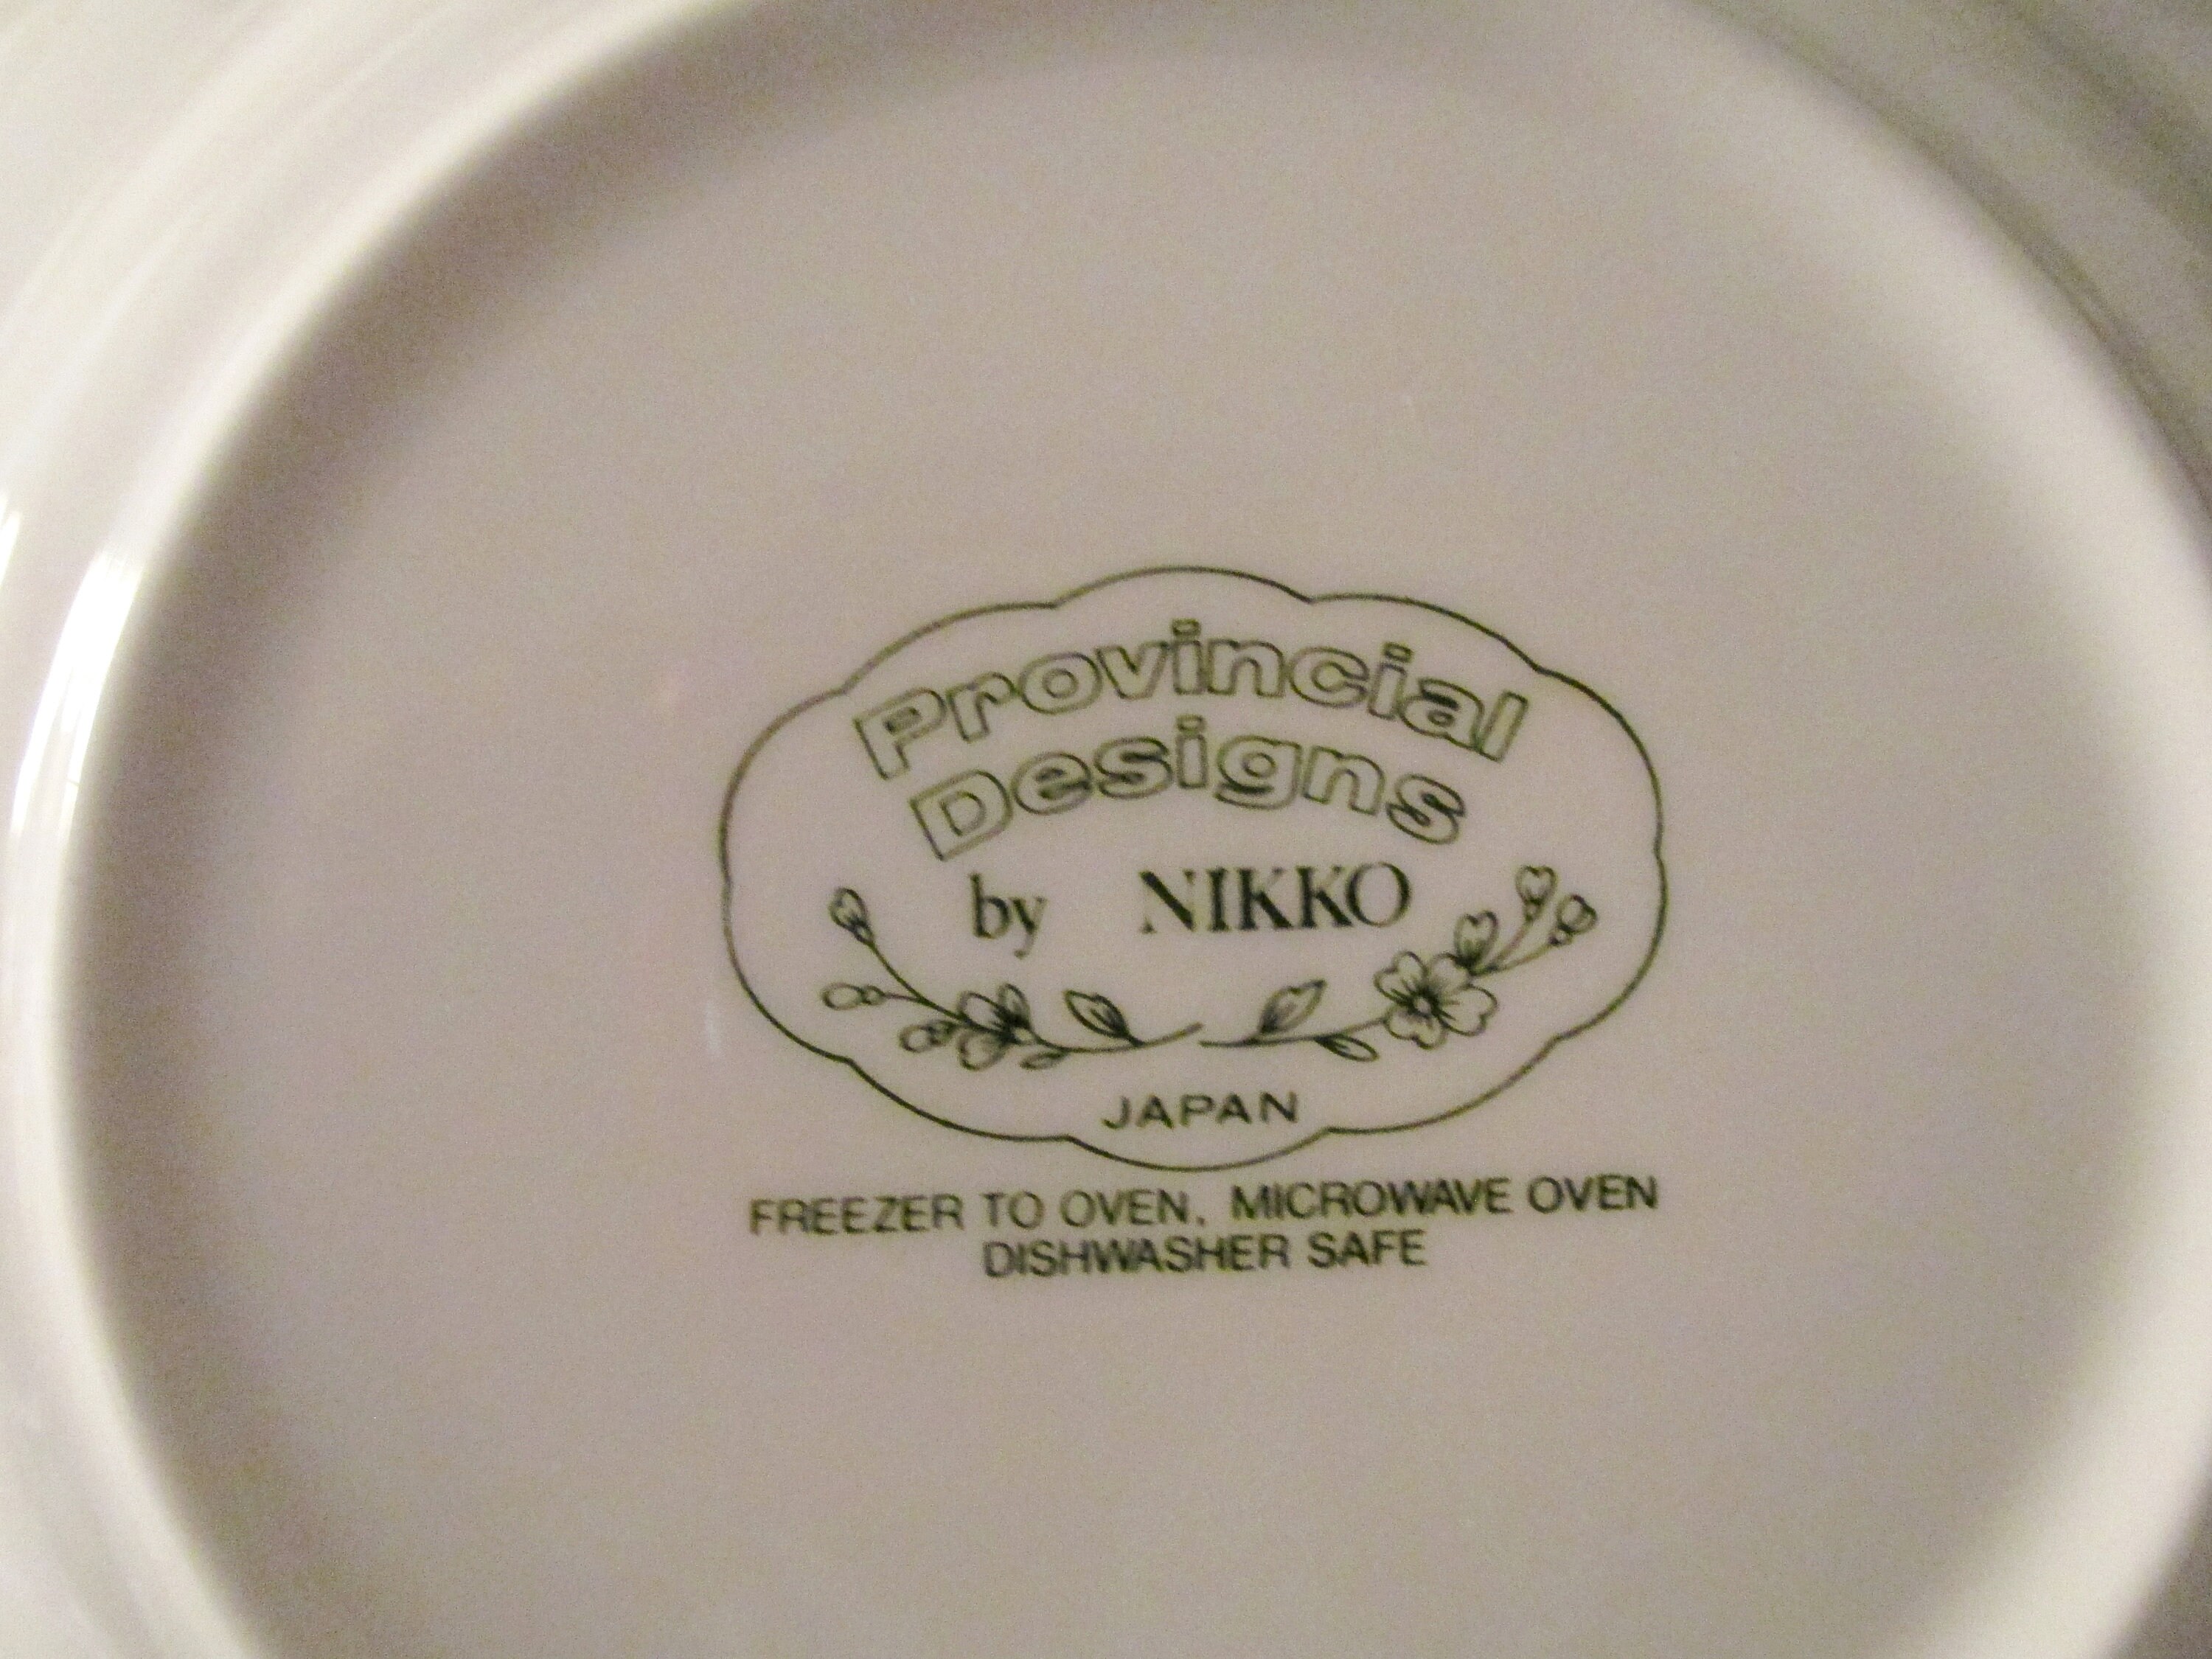 Provincial
Designs
by NIKKO
JAPAN
FREEZER TO OVEN, MICROWAVE OVEN
DISHWASHER SAFE